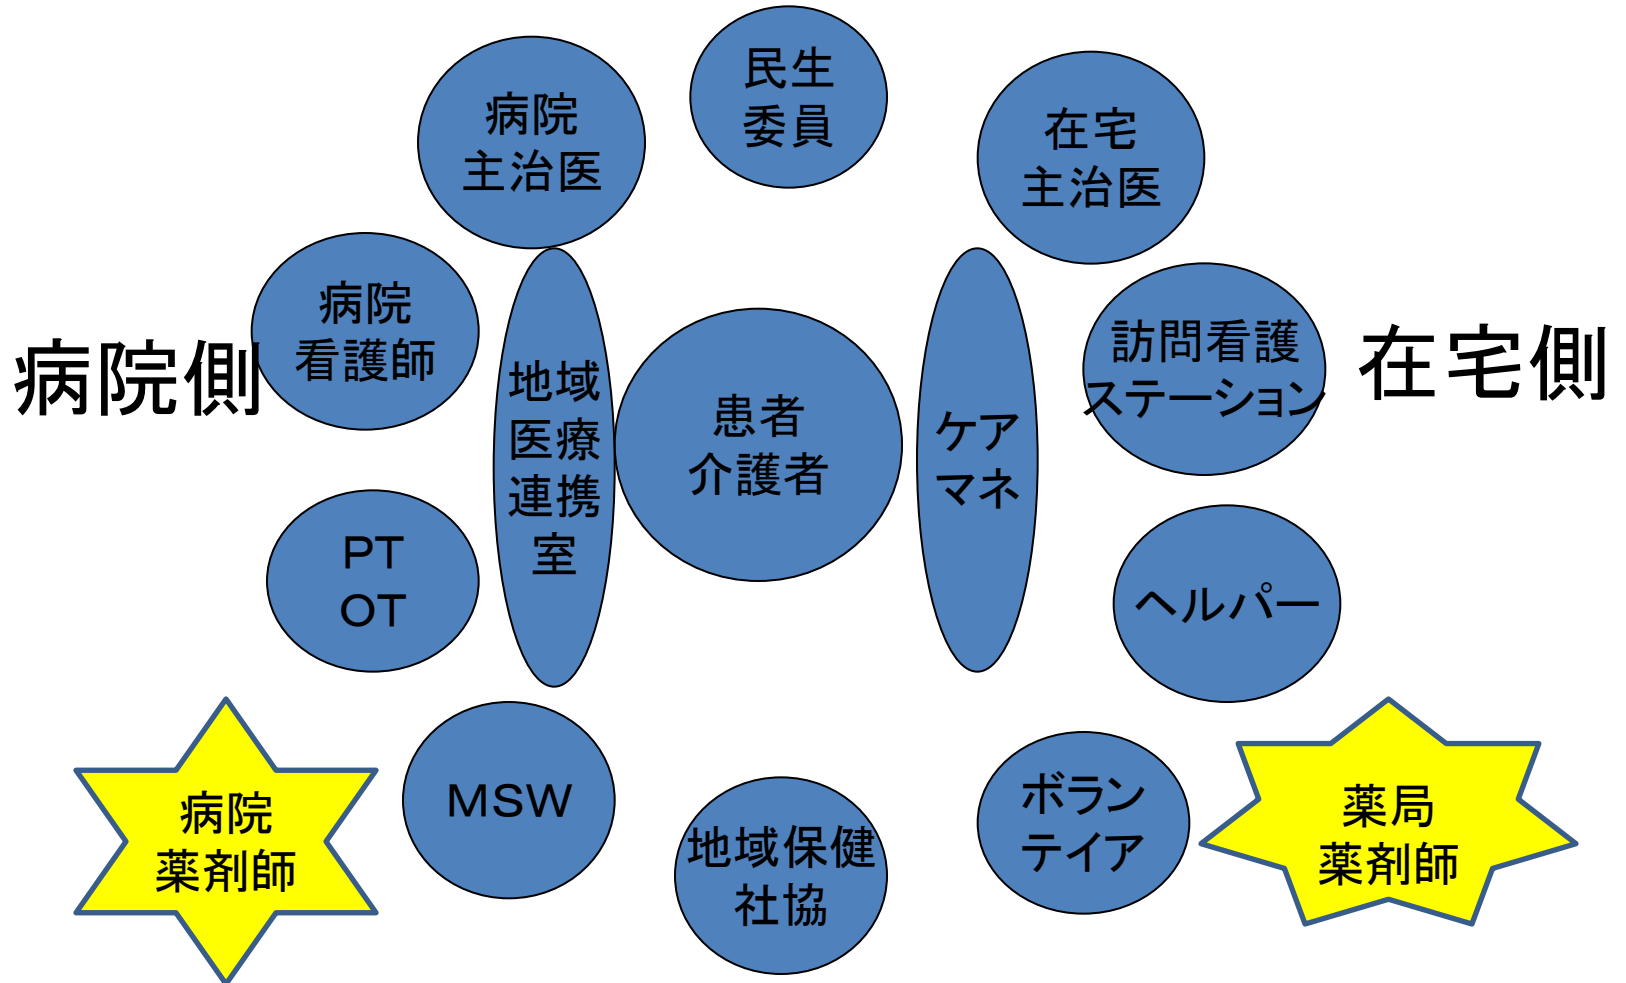 民生
委員
病院
主治医
在宅
主治医
病院
看護師
訪問看護
ステーション
病院側
在宅側
地域
医療
連携
室
患者
介護者
ケア
マネ
ＰＴ
ＯＴ
ヘルパー
病院
薬剤師
ＭＳＷ
地域保健
社協
ボラン
テイア
薬局
薬剤師